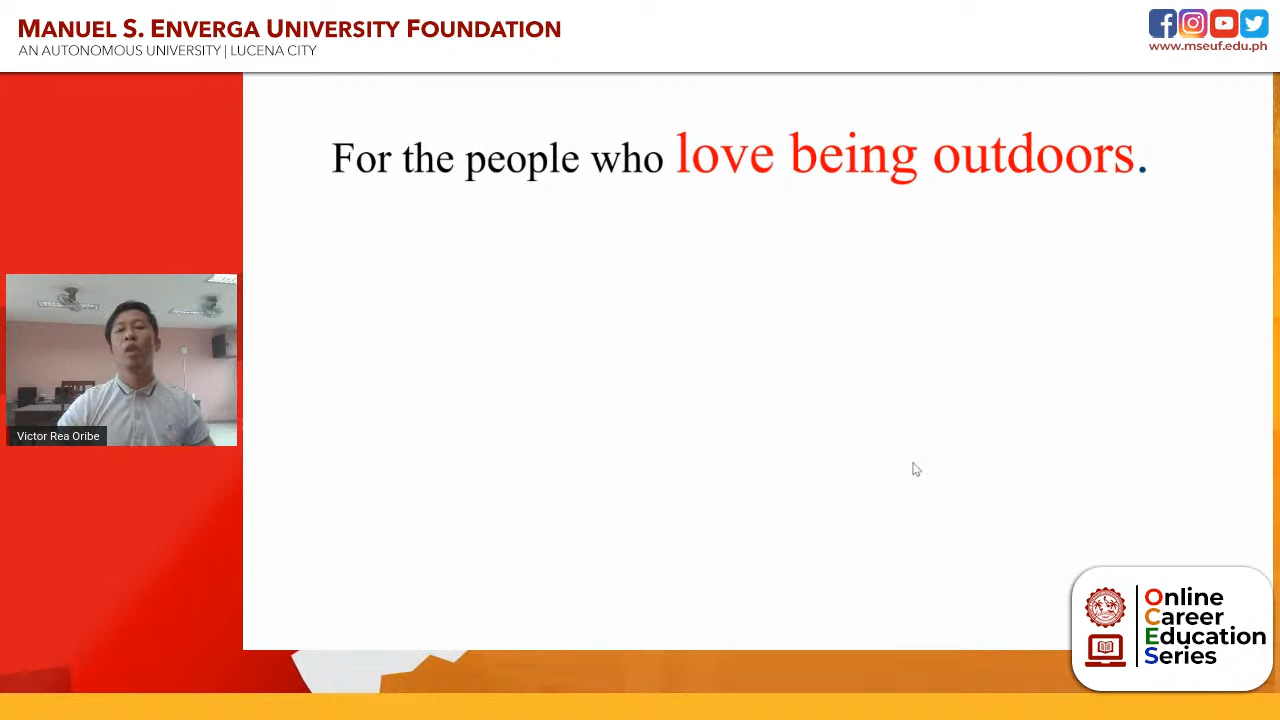 MANUEL S. ENVERGA UNIVERSITY FOUNDATION
AN AUTONOMOUS UNIVERSITY | LUCENA CITY
www.mseuf.edu.ph
For the people who love being outdoors.
Victor Rea Oribe
Online
Career
Education
Series